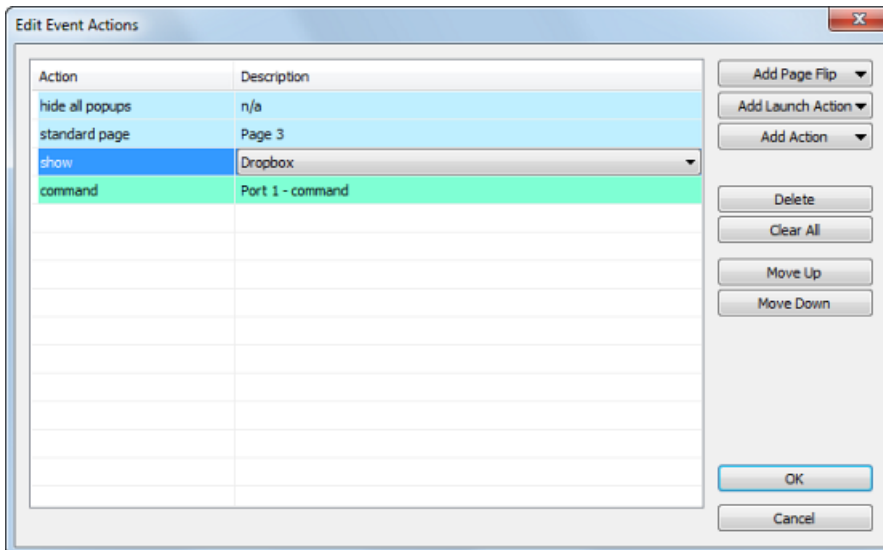 Edit Event Actions
Action Description
hide all popups n/a
standard page Page 3
show Dropbox
command Port 1 - command
Add Page Flip
Add Launch Action
Add Action
Delete
Clear All
Move Up
Move Down
OK
Cancel